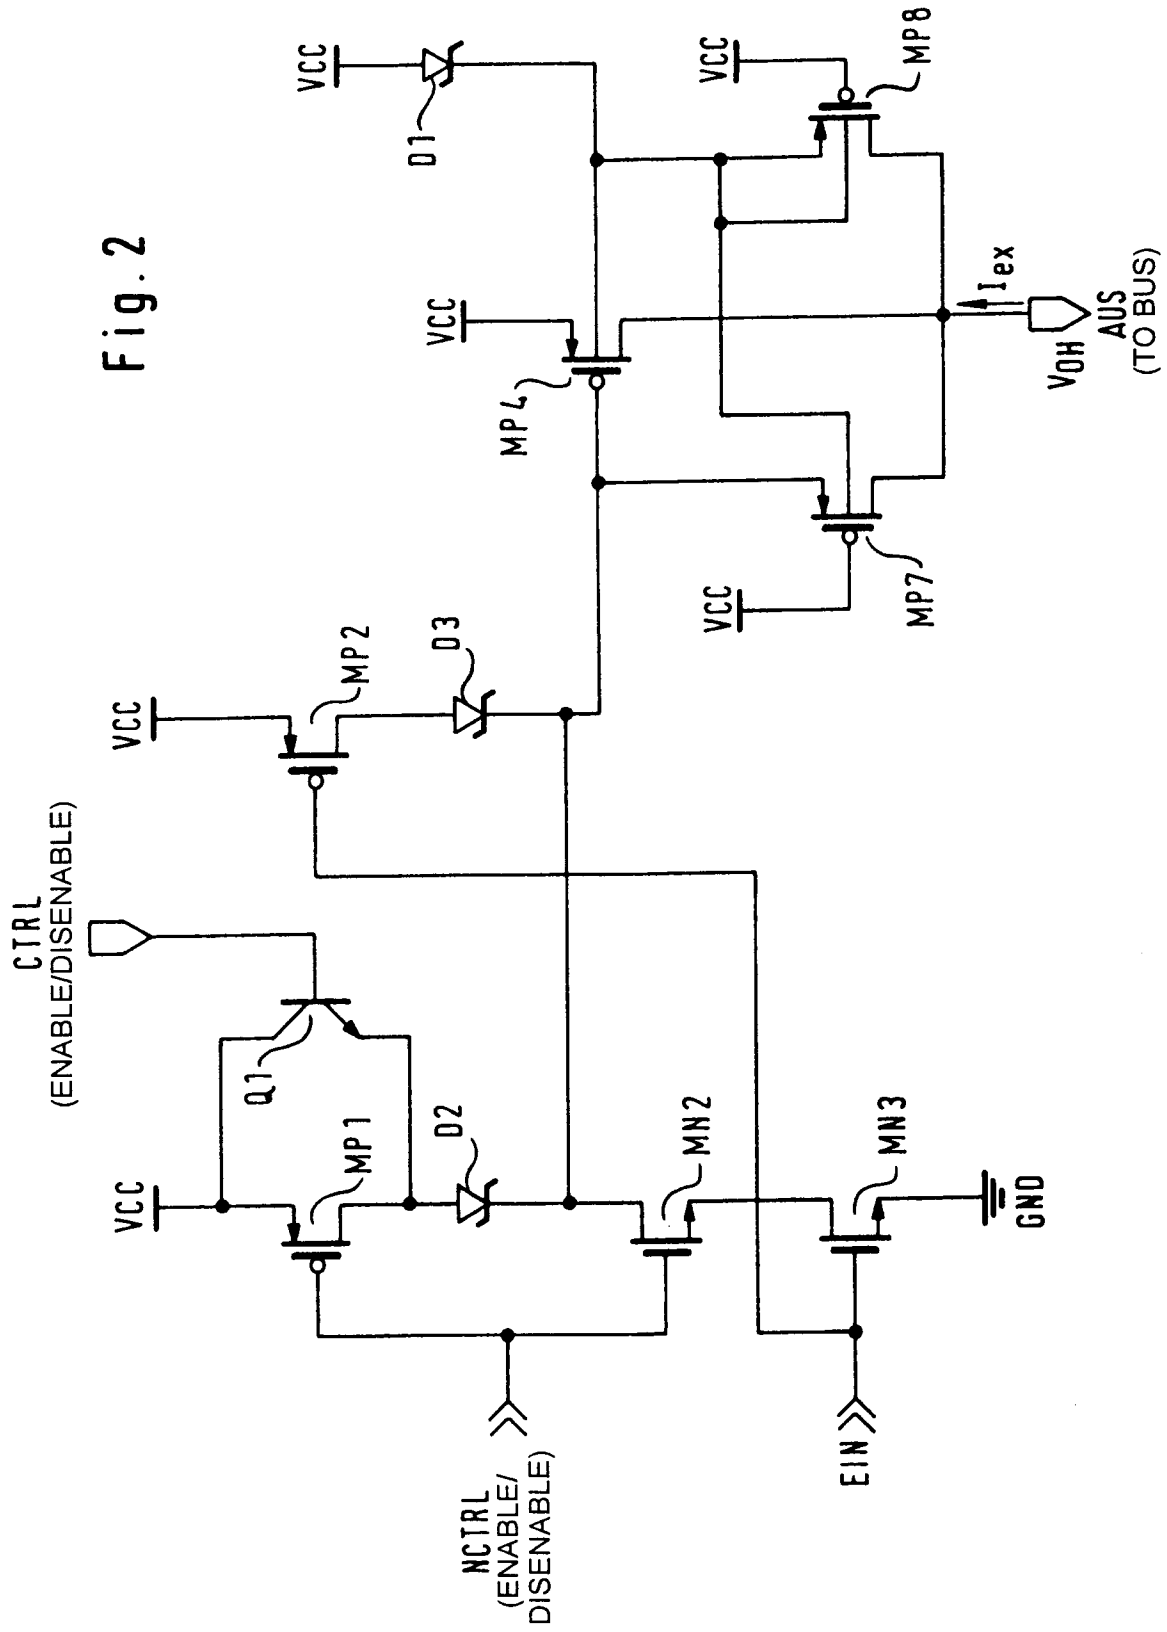 Fig. 2
CTRL
(ENABLE/DISENABLE)
VCC
VCC
VCC
VCC
Q1
MP1
MP2
D1
D2
D3
MP4
VCC
VCC
NCTRL
(ENABLE/
DISENABLE)
MN2
MN3
EIN
GND
MP7
MP8
Iex
VOH
AUS
(TO BUS)